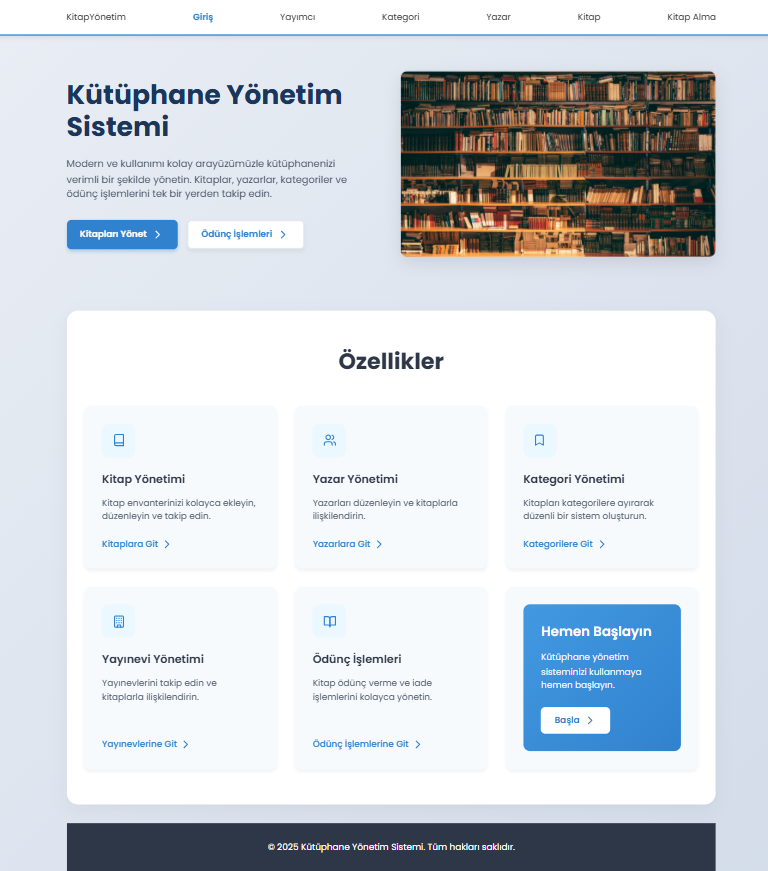 KitapYönetim Giriş Yayımcı Kategori Yazar Kitap Kitap Alma
Kütüphane Yönetim
Sistemi
Modern ve kullanımı kolay arayüzümüzle kütüphanenizi
verimli bir şekilde yönetin. Kitaplar, yazarlar, kategoriler ve
ödünç işlemlerini tek bir yerden takip edin.
Kitapları Yönet
Ödünç İşlemleri
Özellikler
Kitap Yönetimi
Kitap envanterinizi kolayca ekleyin,
düzenleyin ve takip edin.
Kitaplara Git
Yazar Yönetimi
Yazarları düzenleyin ve kitaplarla
ilişkilendirin.
Yazarlara Git
Kategori Yönetimi
Kitapları kategorilere ayırarak
düzenli bir sistem oluşturun.
Kategorilere Git
Yayınevi Yönetimi
Yayınevlerini takip edin ve
kitaplarla ilişkilendirin.
Yayınevlerine Git
Ödünç İşlemleri
Kitap ödünç verme ve iade
işlemlerini kolayca yönetin.
Ödünç İşlemlerine Git
Hemen Başlayın
Kütüphane yönetim
sisteminizi kullanmaya
hemen başlayın.
Başla
© 2025 Kütüphane Yönetim Sistemi. Tüm hakları saklıdır.